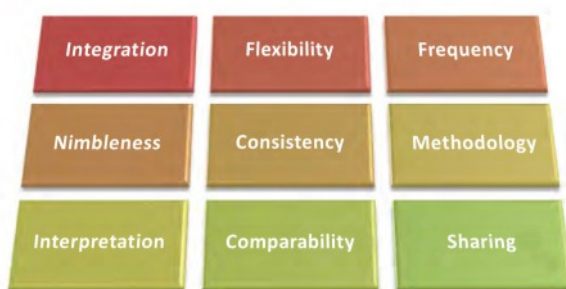 Integration Flexibility Frequency
Nimbleness Consistency Methodology
Interpretation Comparability Sharing